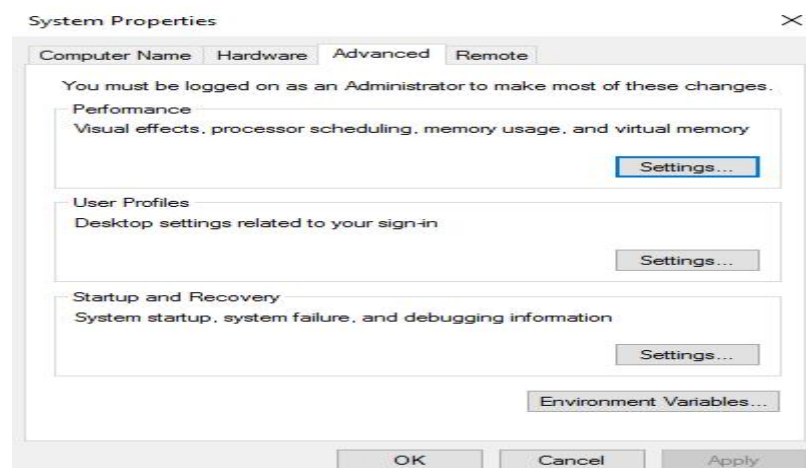 System Properties
Computer Name Hardware Advanced Remote
You must be logged on as an Administrator to make most of these changes.
Performance
Visual effects, processor scheduling, memory usage, and virtual memory
Settings...
User Profiles
Desktop settings related to your sign-in
Settings...
Startup and Recovery
System startup, system failure, and debugging information
Settings...
Environment Variables...
OK Cancel Apply